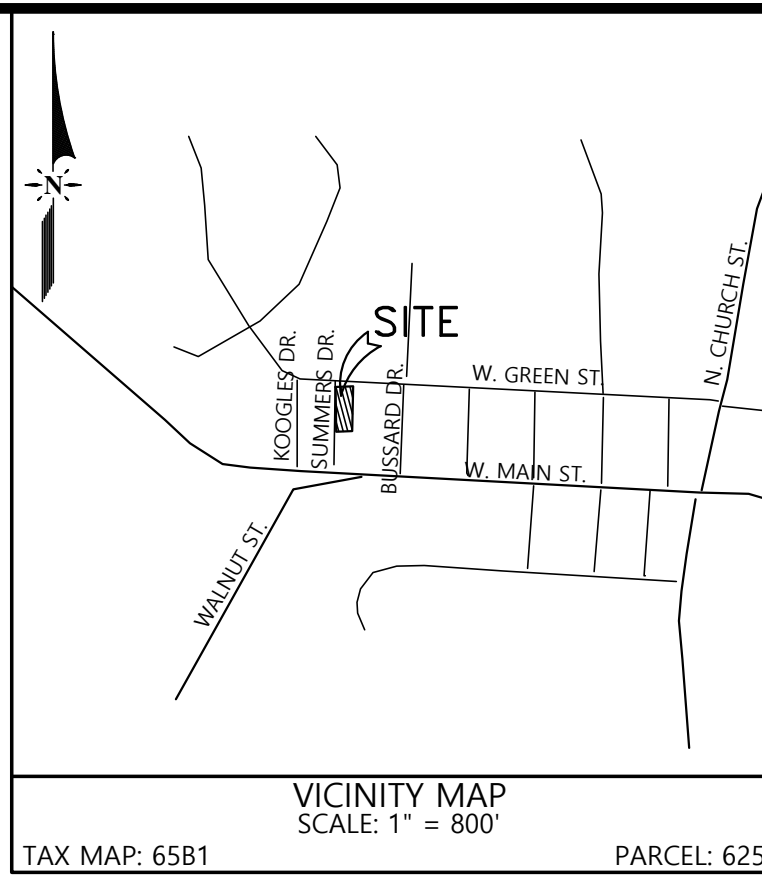 N
SITE
KOOGLES DR.
SUMMERS DR.
BUSSARD DR.
W. GREEN ST.
N. CHURCH ST.
W. MAIN ST.
WALNUT ST.
VICINITY MAP
SCALE: 1" = 800'
TAX MAP: 65B1
PARCEL: 625